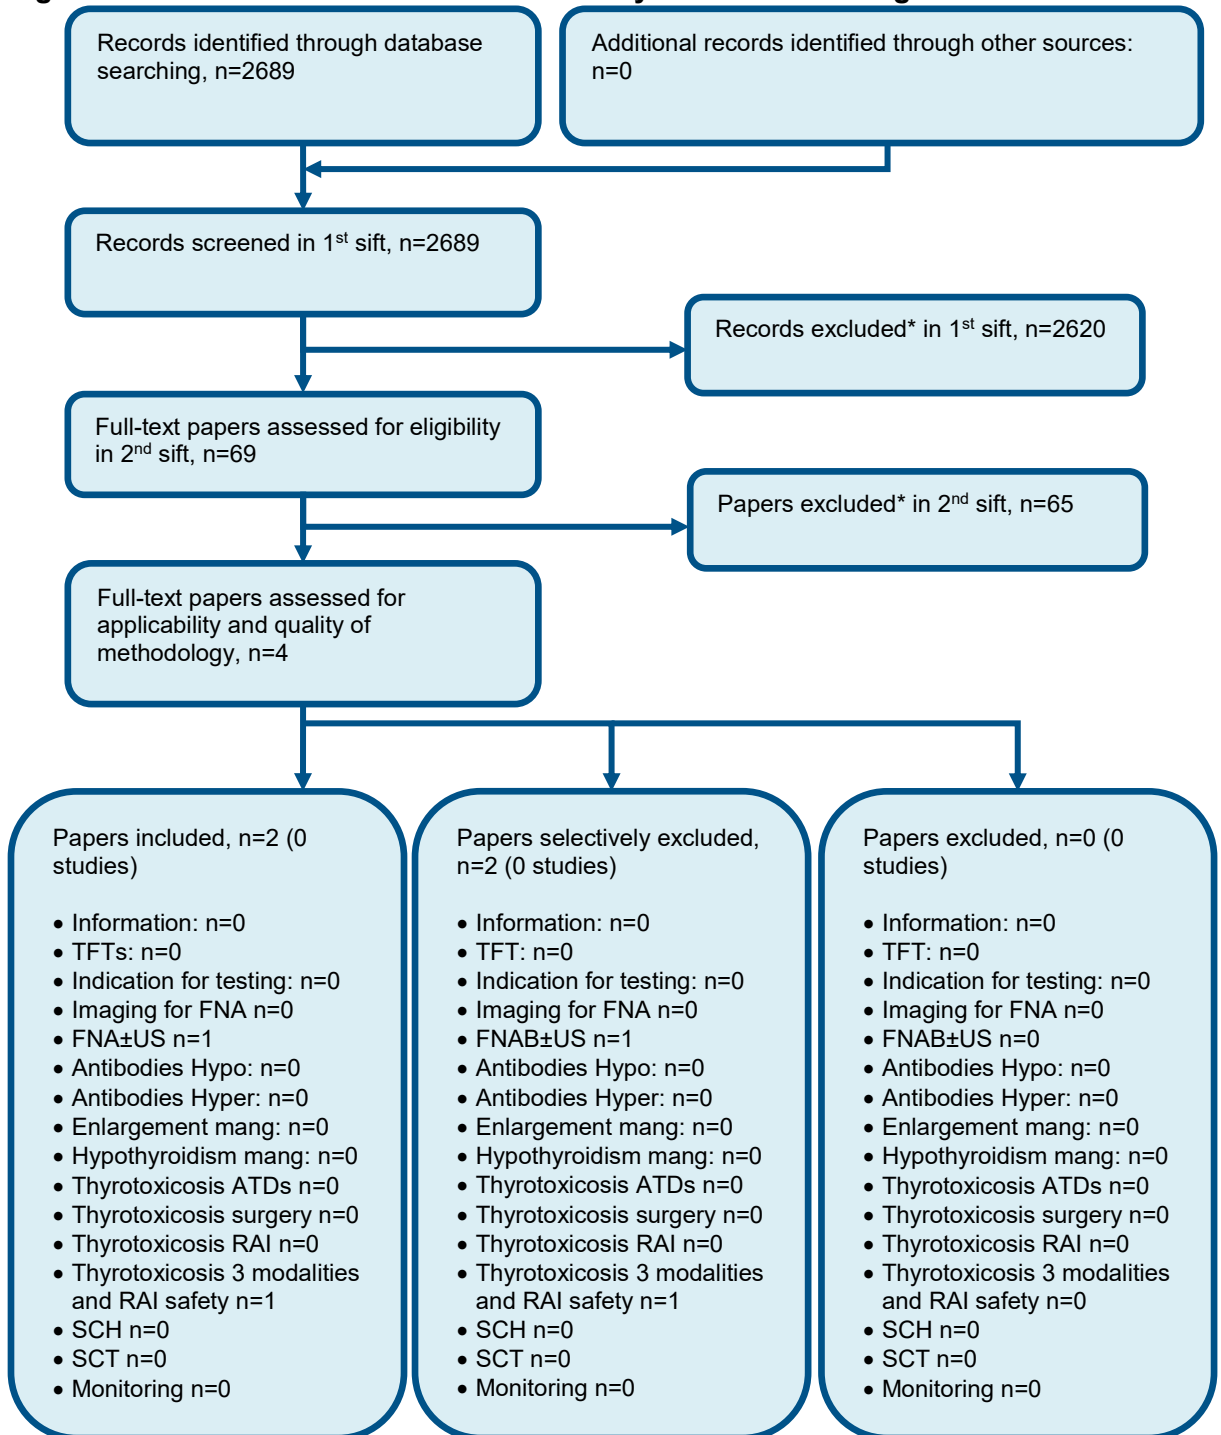 Records identified through database
searching, n=2689
Additional records identified through other sources:
n=0
Records screened in 1st sift, n=2689
Records excluded* in 1st sift, n=2620
Full-text papers assessed for eligibility
in 2nd sift, n=69
Papers excluded* in 2nd sift, n=65
Full-text papers assessed for
applicability and quality of
methodology, n=4
Papers included, n=2 (0
studies)
• Information: n=0
• TFTs: n=0
• Indication for testing: n=0
• Imaging for FNA n=0
• FNA±US n=1
• Antibodies Hypo: n=0
• Antibodies Hyper: n=0
• Enlargement mang: n=0
• Hypothyroidism mang: n=0
• Thyrotoxicosis ATDs n=0
• Thyrotoxicosis surgery n=0
• Thyrotoxicosis RAI n=0
• Thyrotoxicosis 3 modalities
and RAI safety n=1
• SCH n=0
• SCT n=0
• Monitoring n=0
Papers selectively excluded,
n=2 (0 studies)
• Information: n=0
• TFT: n=0
• Indication for testing: n=0
• Imaging for FNA n=0
• FNAB±US n=1
• Antibodies Hypo: n=0
• Antibodies Hyper: n=0
• Enlargement mang: n=0
• Hypothyroidism mang: n=0
• Thyrotoxicosis ATDs n=0
• Thyrotoxicosis surgery n=0
• Thyrotoxicosis RAI n=0
• Thyrotoxicosis 3 modalities
and RAI safety n=1
• SCH n=0
• SCT n=0
• Monitoring n=0
Papers excluded, n=0 (0
studies)
• Information: n=0
• TFT: n=0
• Indication for testing: n=0
• Imaging for FNA n=0
• FNAB±US n=0
• Antibodies Hypo: n=0
• Antibodies Hyper: n=0
• Enlargement mang: n=0
• Hypothyroidism mang: n=0
• Thyrotoxicosis ATDs n=0
• Thyrotoxicosis surgery n=0
• Thyrotoxicosis RAI n=0
• Thyrotoxicosis 3 modalities
and RAI safety n=0
• SCH n=0
• SCT n=0
• Monitoring n=0